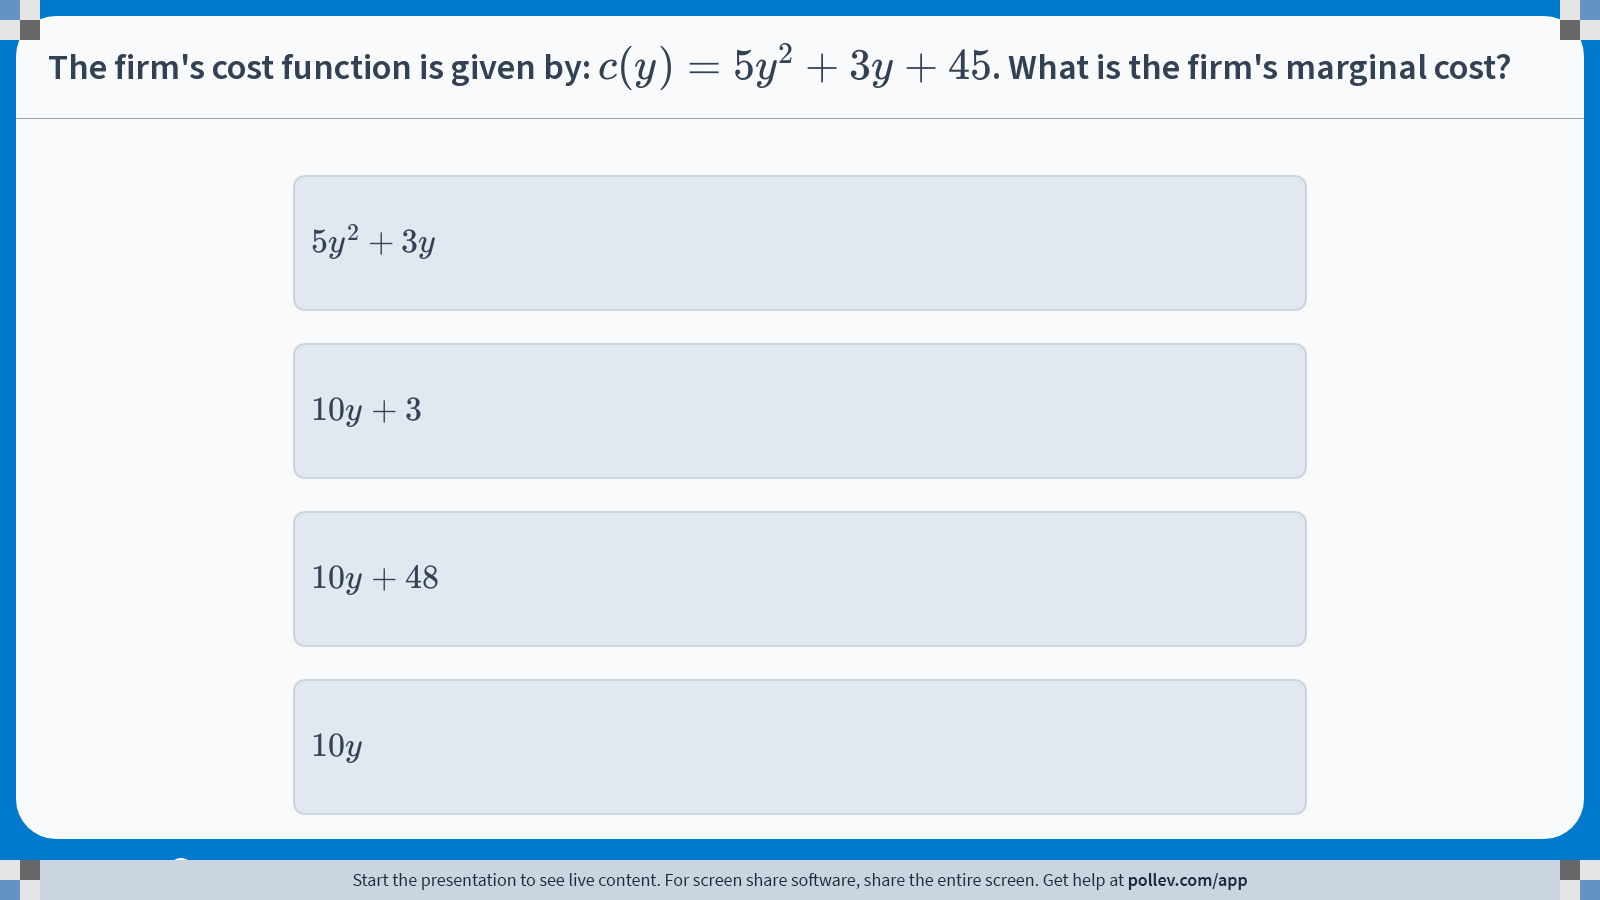 The firm's cost function is given by: c(y) = 5y² + 3y + 45. What is the firm's marginal cost?
5y² + 3y
10y + 3
10y + 48
10y
Start the presentation to see live content. For screen share software, share the entire screen. Get help at pollev.com/app